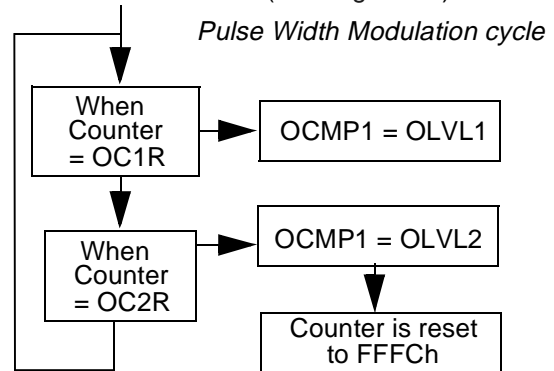 Pulse Width Modulation cycle
When
Counter
= OC1R
OCMP1 = OLVL1
When
Counter
= OC2R
OCMP1 = OLVL2
Counter is reset
to FFFCh